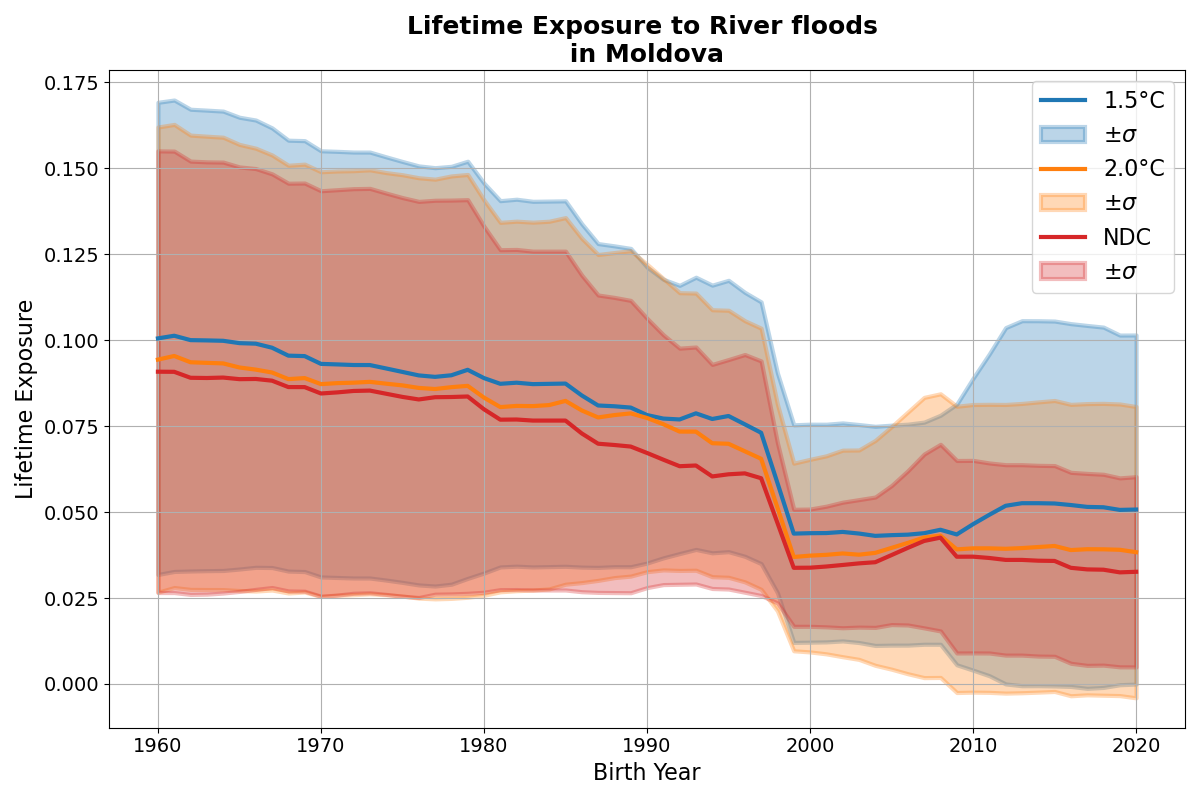 Lifetime Exposure to River floods
in Moldova
Lifetime Exposure
0.175
0.150
0.125
0.100
0.075
0.050
0.025
0.000
1960 1970 1980 1990 2000 2010 2020
Birth Year
1.5°C
±σ
2.0°C
±σ
NDC
±σ